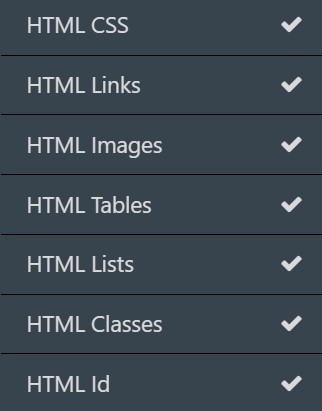 HTML CSS
HTML Links
HTML Images
HTML Tables
HTML Lists
HTML Classes
HTML Id